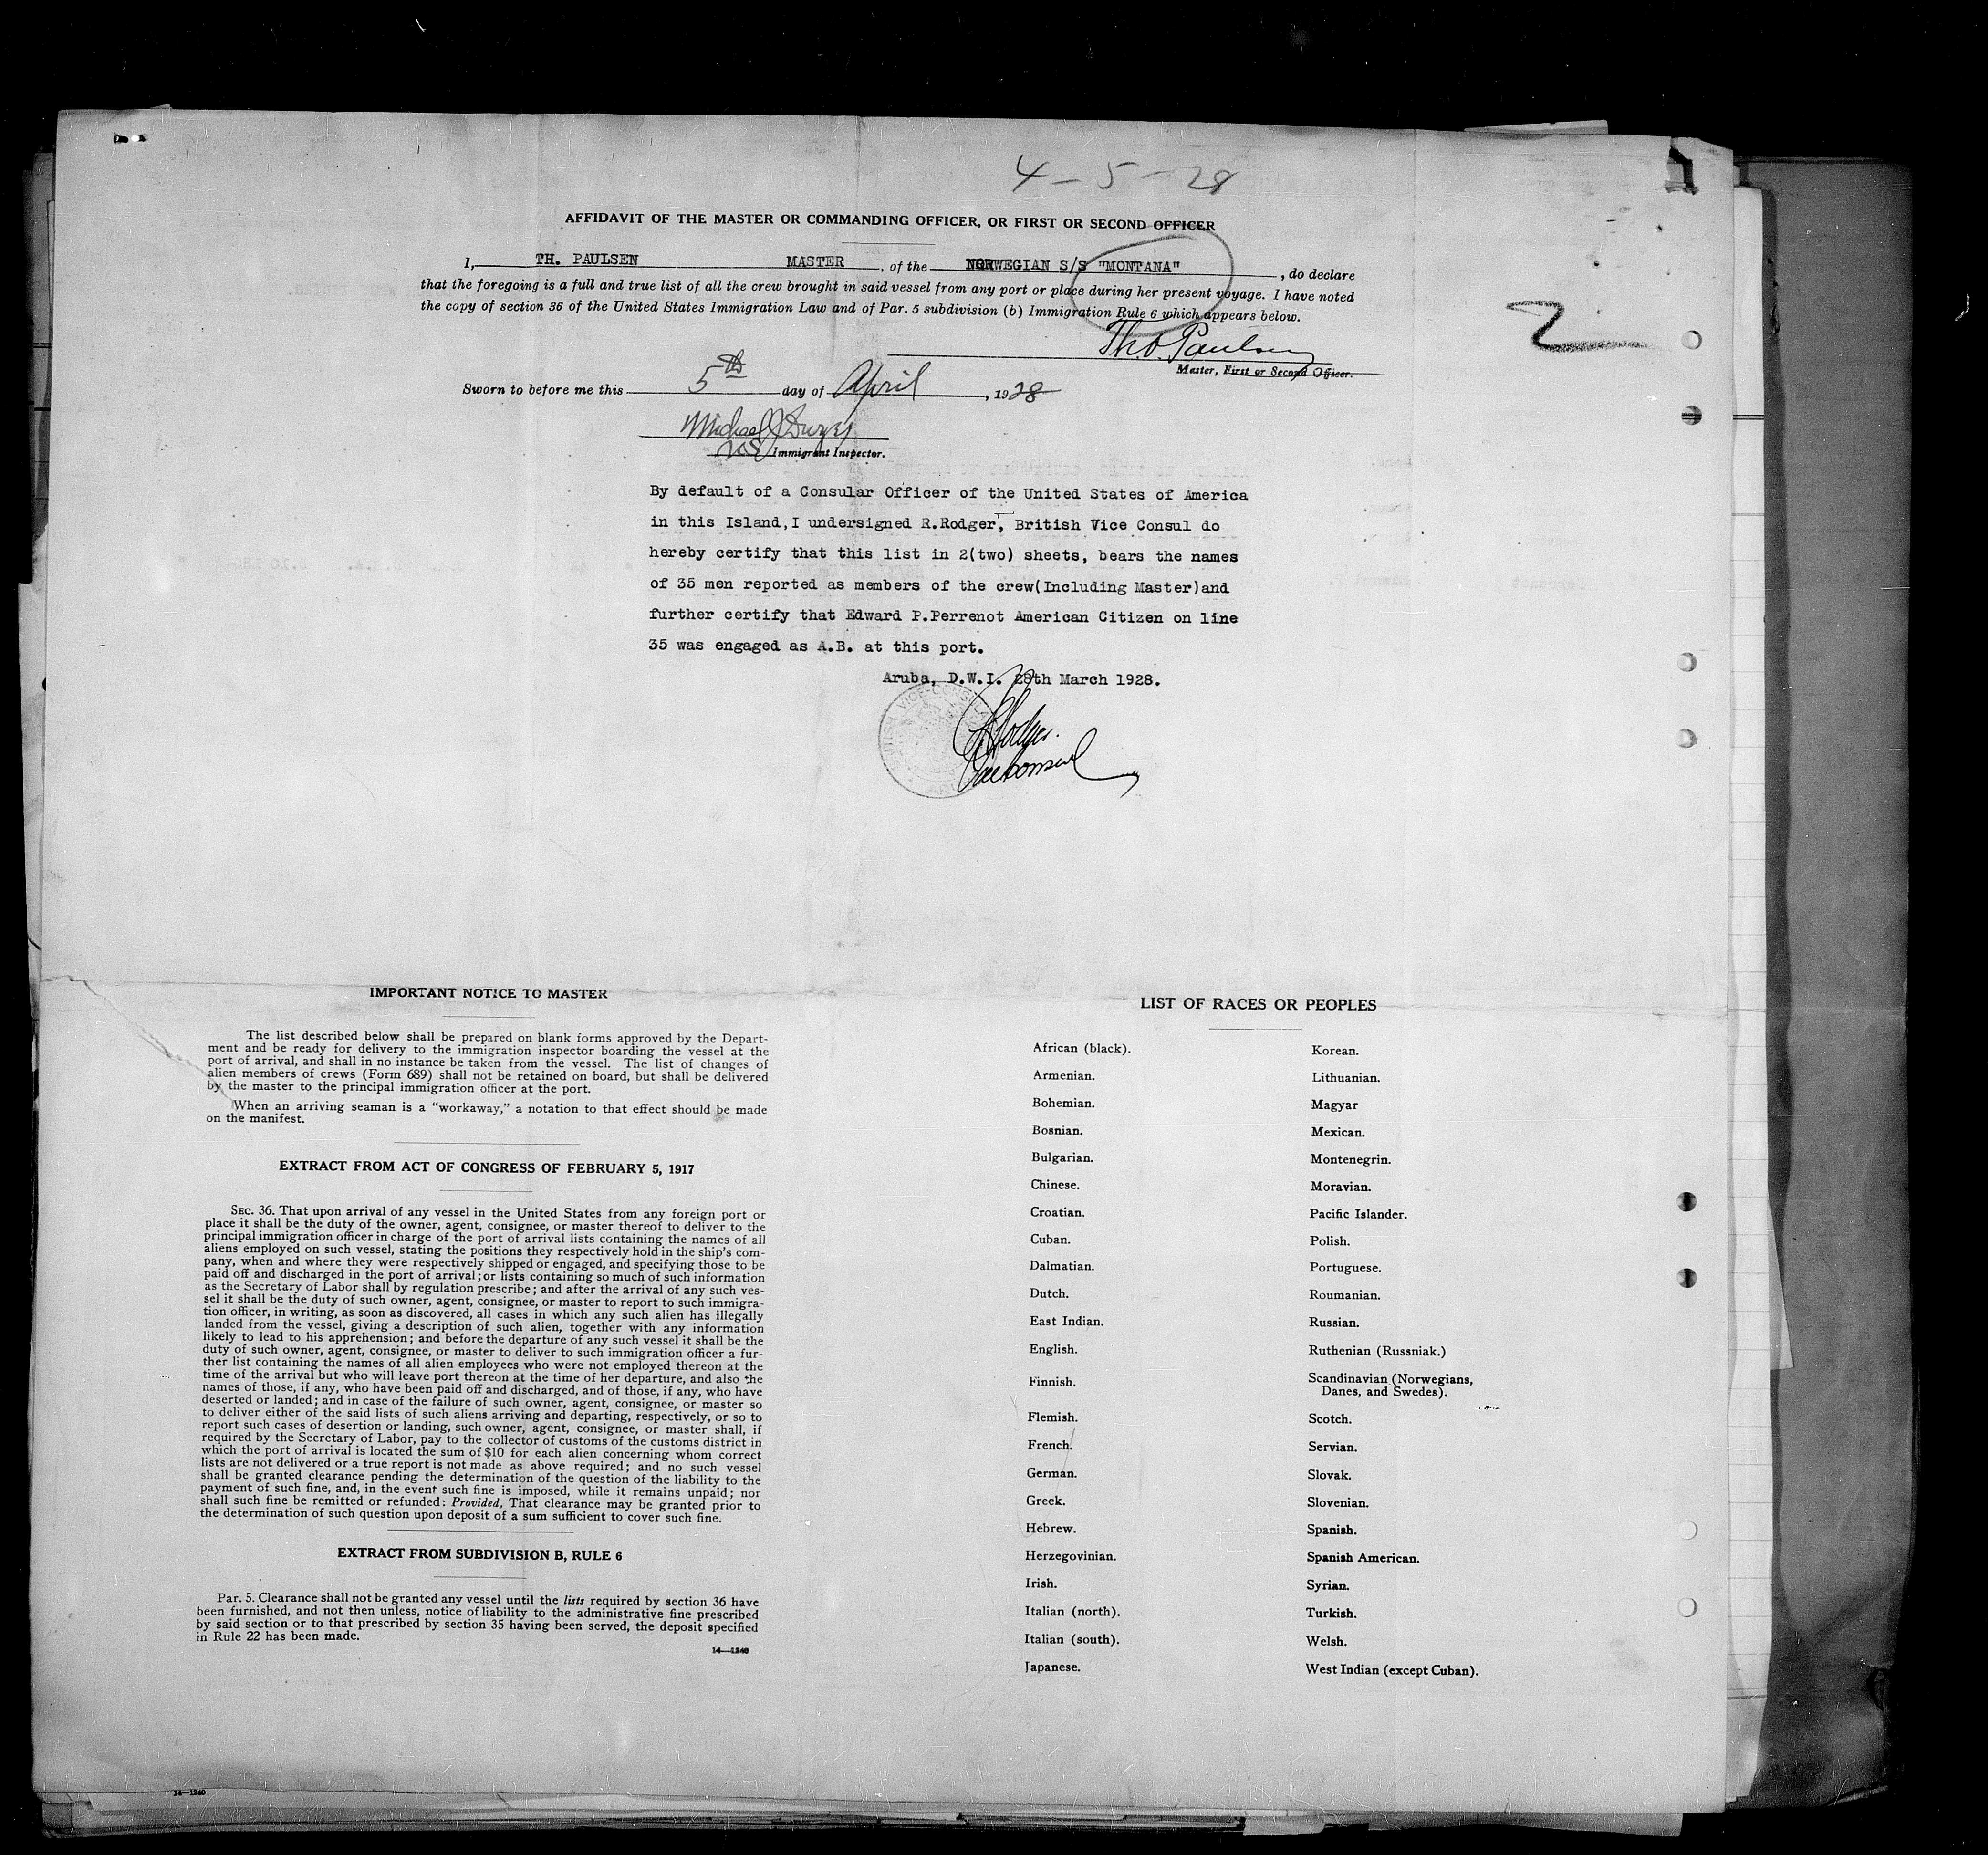 4 - 5 - 28
AFFIDAVIT OF THE MASTER OR COMMANDING OFFICER, OR FIRST OR SECOND OFFICER
I, TH. PAULSEN MASTER, of the NORWEGIAN S/S "MONTANA", do declare
that the foregoing is a full and true list of all the crew brought in said vessel from any port or place during her present voyage. I have noted
the copy of section 36 of the United States Immigration Law and of Par. 5 subdivision (b) Immigration Rule 6 which appears below.
2
Th. Paulsen
Master, First or Second Officer.
Sworn to before me this 5th day of April, 1928
Michael J
US Immigrant Inspector.
By default of a Consular Officer of the United States of America
in this Island, I undersigned R.Rodger, British Vice Consul do
hereby certify that this list in 2(two) sheets, bears the names
of 35 men reported as members of the crew(Including Master)and
further certify that Edward P.Perrenot American Citizen on line
35 was engaged as A.B. at this port.
Aruba, D.W.I. 28th March 1928.
R Rodger.
Vice Consul
IMPORTANT NOTICE TO MASTER
The list described below shall be prepared on blank forms approved by the Depart-
ment and be ready for delivery to the immigration inspector boarding the vessel at the
port of arrival, and shall in no instance be taken from the vessel. The list of changes of
alien members of crews (Form 689) shall not be retained on board, but shall be delivered
by the master to the principal immigration officer at the port.
When an arriving seaman is a "workaway," a notation to that effect should be made
on the manifest.
EXTRACT FROM ACT OF CONGRESS OF FEBRUARY 5, 1917
SEC. 36. That upon arrival of any vessel in the United States from any foreign port or
place it shall be the duty of the owner, agent, consignee, or master thereof to deliver to the
principal immigration officer in charge of the port of arrival lists containing the names of all
aliens employed on such vessel, stating the positions they respectively hold in the ship's com-
pany, when and where they were respectively shipped or engaged, and specifying those to be
paid off and discharged in the port of arrival; or lists containing so much of such information
as the Secretary of Labor shall by regulation prescribe; and after the arrival of any such ves-
sel it shall be the duty of such owner, agent, consignee, or master to report to such immigra-
tion officer, in writing, as soon as discovered, all cases in which any such alien has illegally
landed from the vessel, giving a description of such alien, together with any information
likely to lead to his apprehension; and before the departure of any such vessel it shall be the
duty of such owner, agent, consignee, or master to deliver to such immigration officer a fur-
ther list containing the names of all alien employees who were not employed thereon at the
time of the arrival but who will leave port thereon at the time of her departure, and also the
names of those, if any, who have been paid off and discharged, and of those, if any, who have
deserted or landed; and in case of the failure of such owner, agent, consignee, or master so
to deliver either of the said lists of such aliens arriving and departing, respectively, or so to
report such cases of desertion or landing, such owner, agent, consignee, or master shall, if
required by the Secretary of Labor, pay to the collector of customs of the customs district in
which the port of arrival is located the sum of $10 for each alien concerning whom correct
lists are not delivered or a true report is not made as above required; and no such vessel
shall be granted clearance pending the determination of the question of the liability to the
payment of such fine, and, in the event such fine is imposed, while it remains unpaid; nor
shall such fine be remitted or refunded: Provided, That clearance may be granted prior to
the determination of such question upon deposit of a sum sufficient to cover such fine.
EXTRACT FROM SUBDIVISION B, RULE 6
Par. 5. Clearance shall not be granted any vessel until the lists required by section 36 have
been furnished, and not then unless, notice of liability to the administrative fine prescribed
by said section or to that prescribed by section 35 having been served, the deposit specified
in Rule 22 has been made.
14—1240
LIST OF RACES OR PEOPLES
African (black).
Armenian.
Bohemian.
Bosnian.
Bulgarian.
Chinese.
Croatian.
Cuban.
Dalmatian.
Dutch.
East Indian.
English.
Finnish.
Flemish.
French.
German.
Greek.
Hebrew.
Herzegovinian.
Irish.
Italian (north).
Italian (south).
Japanese.
Korean.
Lithuanian.
Magyar
Mexican.
Montenegrin.
Moravian.
Pacific Islander.
Polish.
Portuguese.
Roumanian.
Russian.
Ruthenian (Russniak.)
Scandinavian (Norwegians,
Danes, and Swedes).
Scotch.
Servian.
Slovak.
Slovenian.
Spanish.
Spanish American.
Syrian.
Turkish.
Welsh.
West Indian (except Cuban).
14—1240